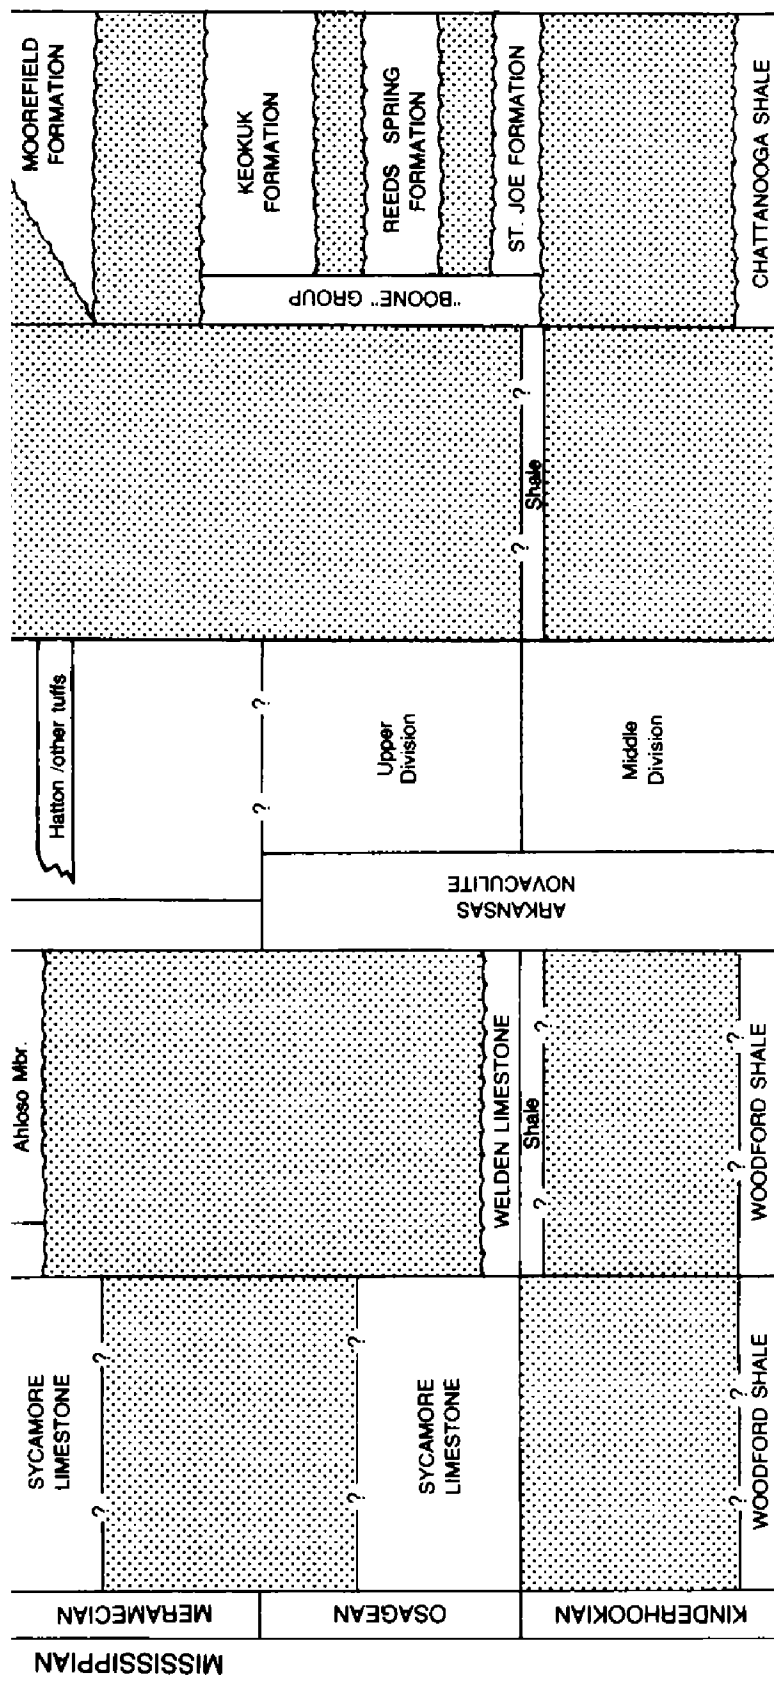 MISSISSIPPIAN
MERAMECIAN
OSAGEAN
KINDERHOOKIAN
SYCAMORE
LIMESTONE
?
?
?
?
SYCAMORE
LIMESTONE
?
?
WOODFORD SHALE
Ahloso Mbr.
WELDEN LIMESTONE
Shale
?
?
?
?
WOODFORD SHALE
Hatton /other tuffs
?
?
ARKANSAS
NOVACULITE
Upper
Division
Middle
Division
?
?
Shale
MOOREFIELD
FORMATION
"BOONE" GROUP
KEOKUK
FORMATION
REEDS SPRING
FORMATION
ST. JOE FORMATION
CHATTANOOGA SHALE